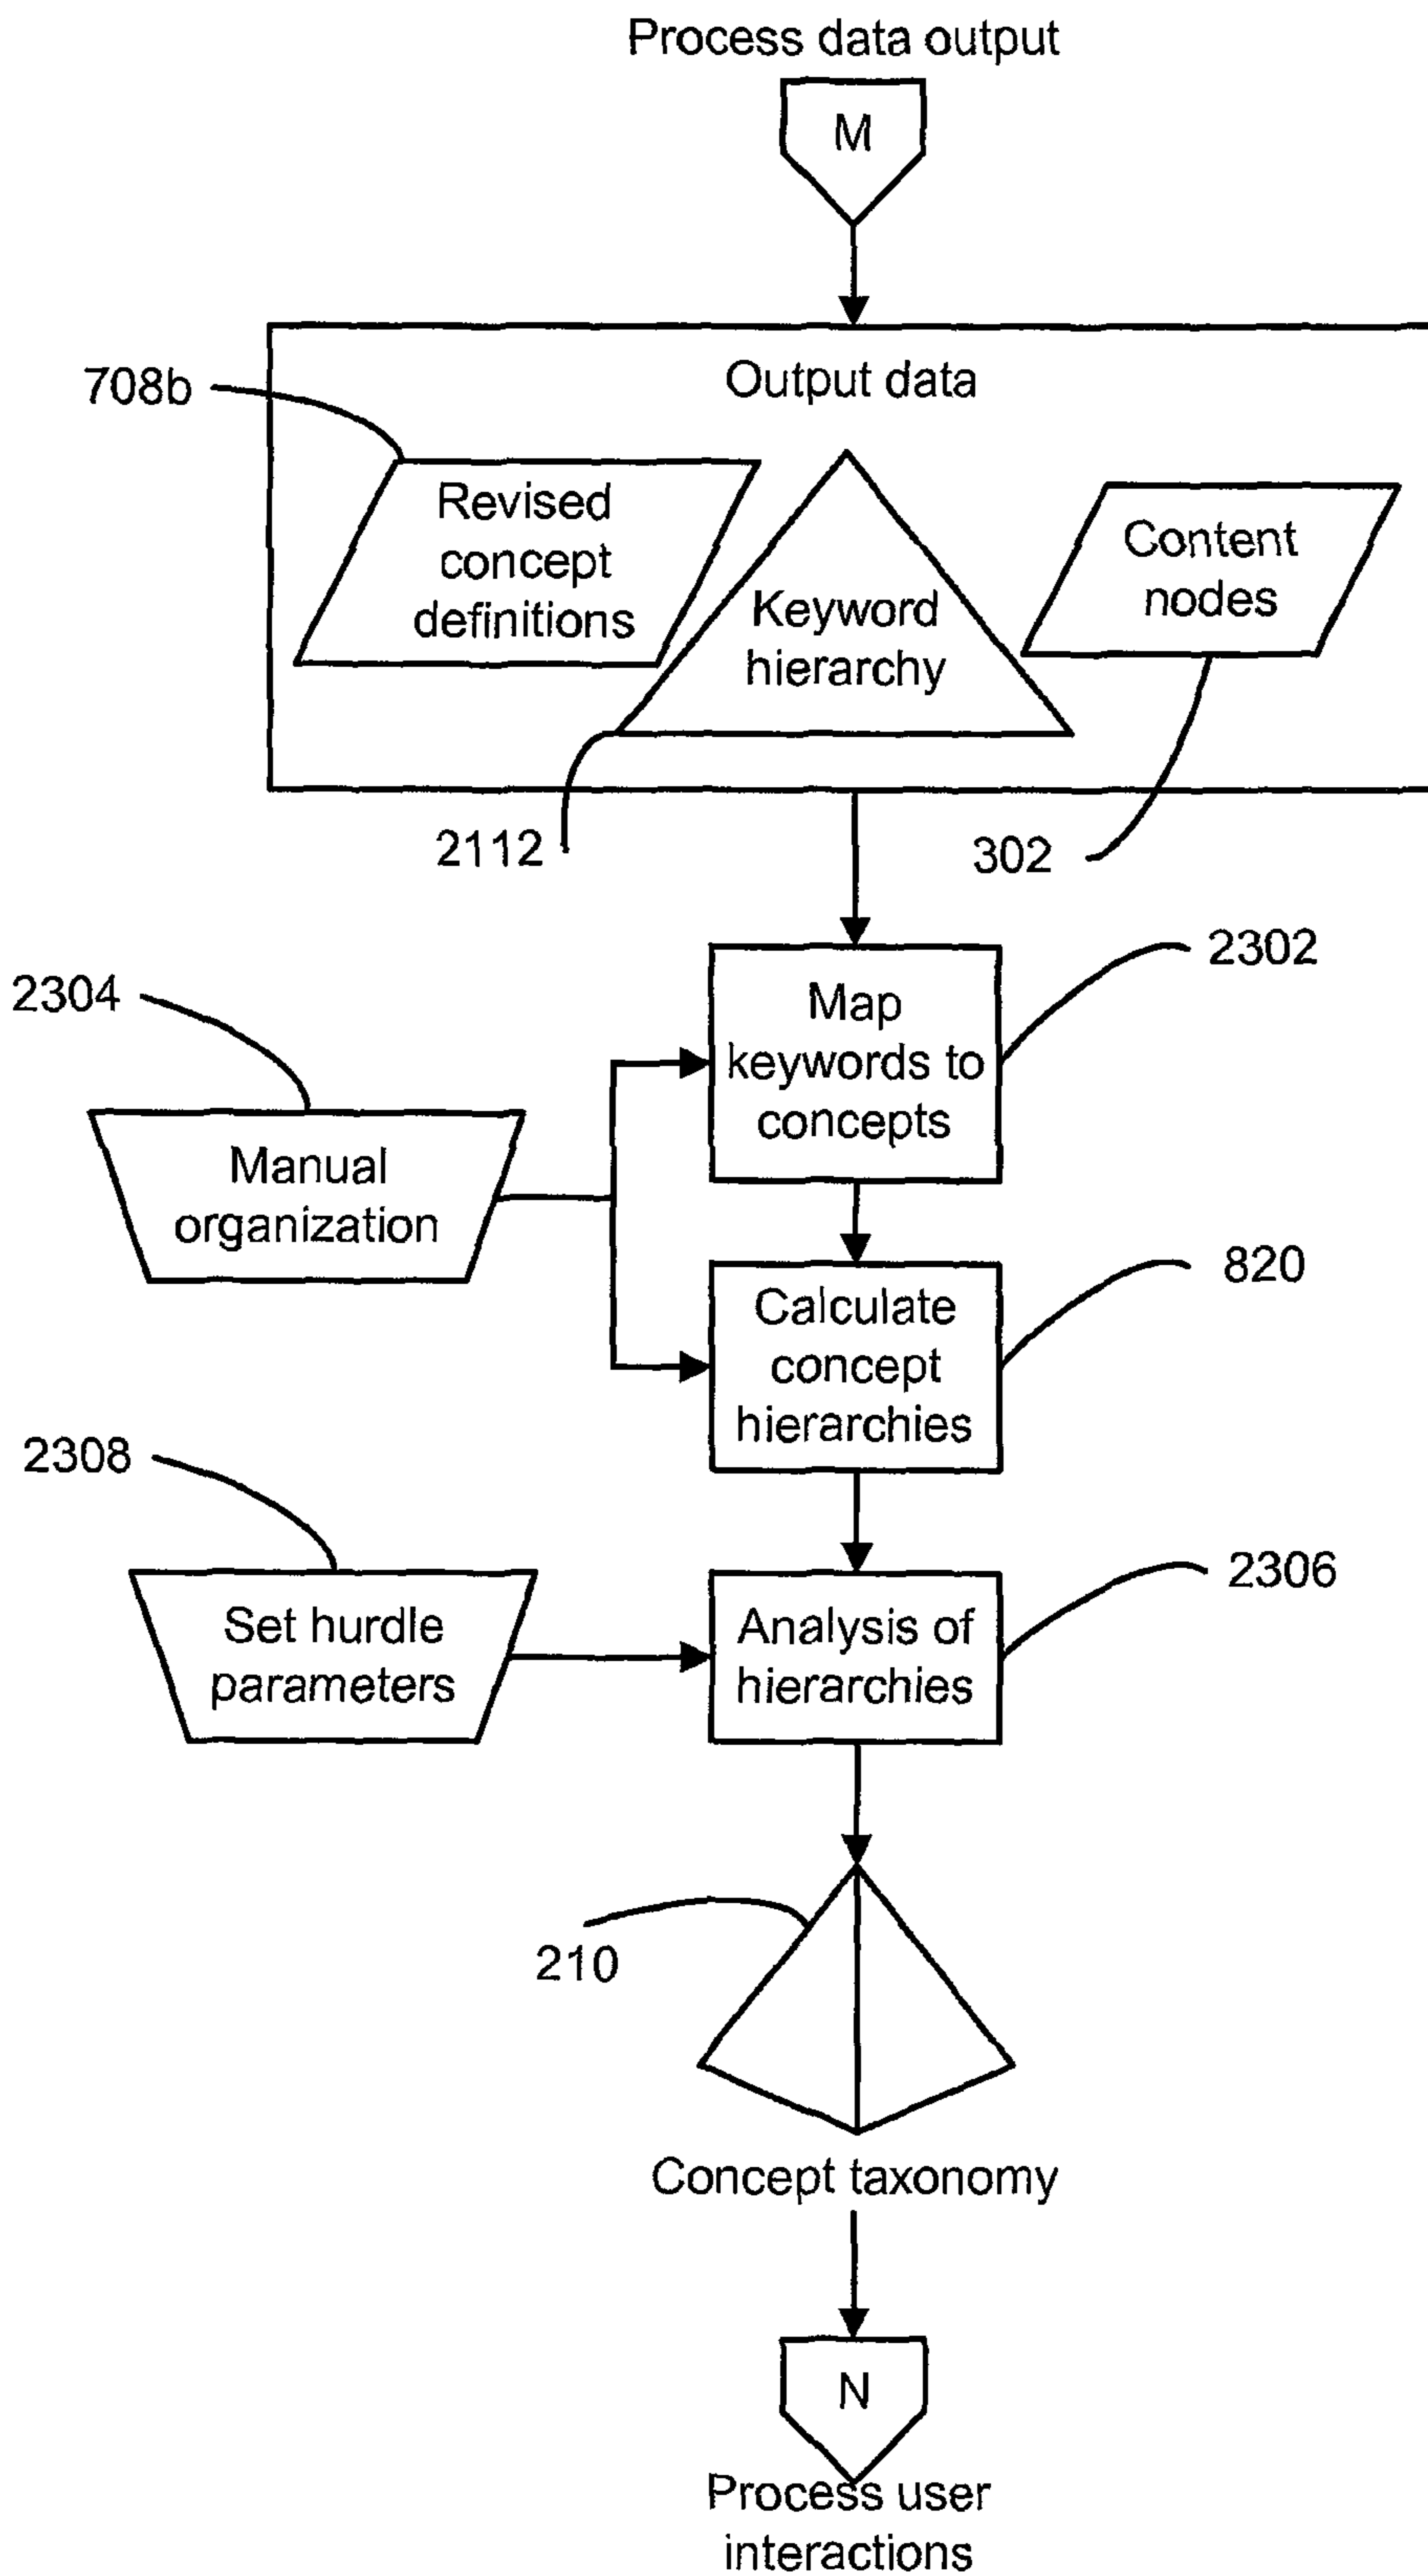 Process data output
M
Output data
708b
Revised
concept
definitions
Keyword
hierarchy
Content
nodes
2112
302
2302
2304
Map
keywords to
concepts
Manual
organization
820
Calculate
concept
hierarchies
2308
2306
Set hurdle
parameters
Analysis of
hierarchies
210
Concept taxonomy
N
Process user
interactions